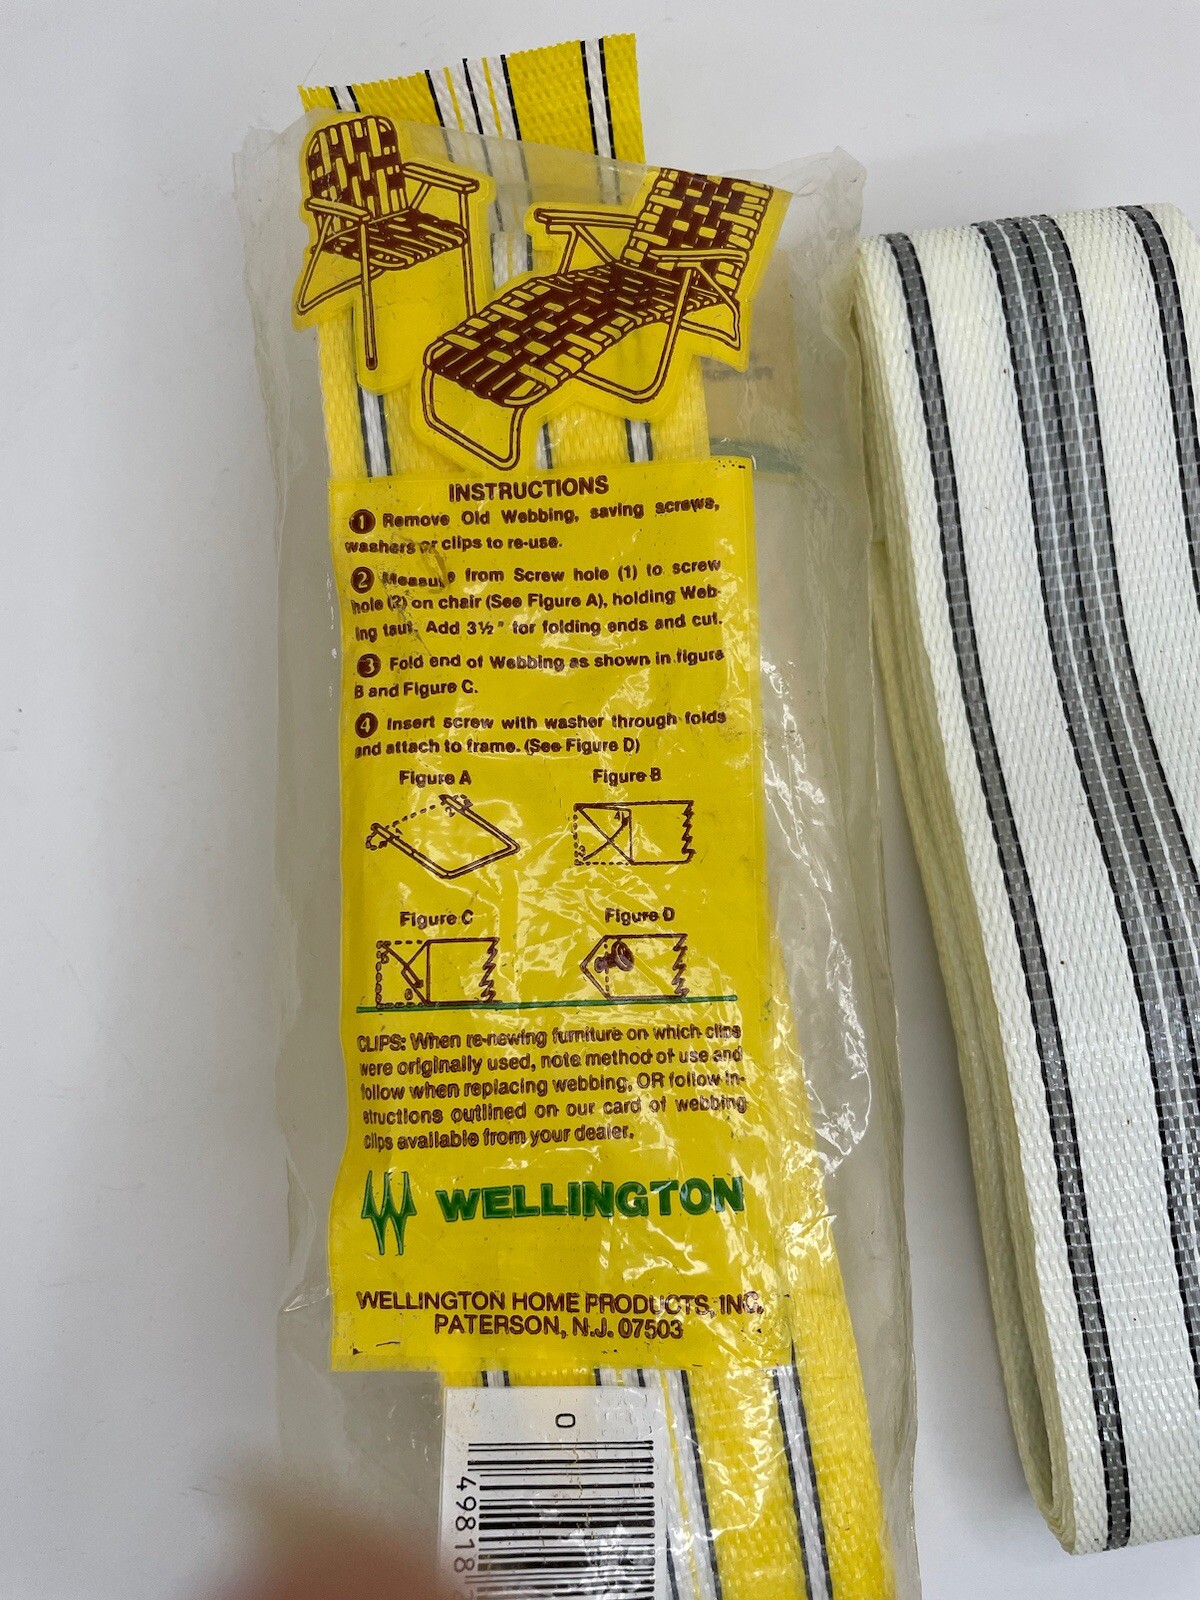 INSTRUCTIONS
1 Remove Old Webbing, saving screws,
washers or clips to re-use.
2 Measure from Screw hole (1) to screw
hole (2) on chair (See Figure A), holding Web-
ing taut. Add 3½" for folding ends and cut.
3 Fold end of Webbing as shown in figure
B and Figure C.
4 Insert screw with washer through folds
and attach to frame. (See Figure D)
Figure A Figure B
Figure C Figure D
CLIPS: When re-newing furniture on which clips
were originally used, note method of use and
follow when replacing webbing, OR follow in-
structions outlined on our card of webbing
clips available from your dealer.
WELLINGTON
WELLINGTON HOME PRODUCTS, INC.
PATERSON, N.J. 07503
0
49818